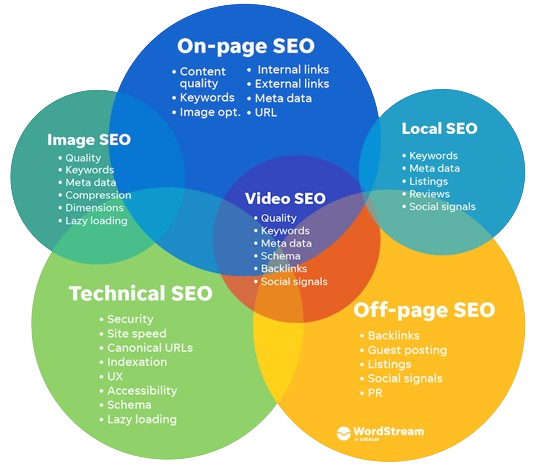 On-page SEO
• Content quality
• Keywords
• Image opt.
• Internal links
• External links
• Meta data
• URL
Image SEO
• Quality
• Keywords
• Meta data
• Compression
• Dimensions
• Lazy loading
Local SEO
• Keywords
• Meta data
• Listings
• Reviews
• Social signals
Video SEO
• Quality
• Keywords
• Meta data
• Schema
• Backlinks
• Social signals
Technical SEO
• Security
• Site speed
• Canonical URLs
• Indexation
• UX
• Accessibility
• Schema
• Lazy loading
Off-page SEO
• Backlinks
• Guest posting
• Listings
• Social signals
• PR
WordStream